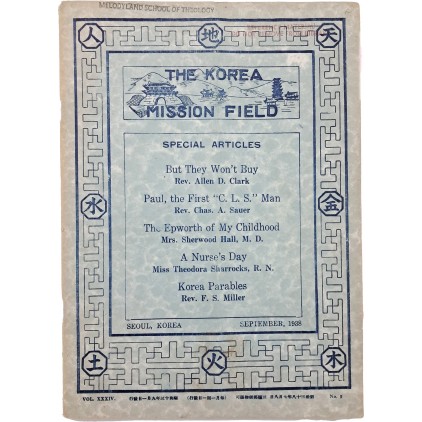 MELODYLAND SCHOOL OF THEOLOGY
人 地 天
THE KOREA
MISSION FIELD
SPECIAL ARTICLES
But They Won't Buy
Rev. Allen D. Clark
Paul, the First "C. L. S." Man
Rev. Chas. A. Sauer
水 金
The Epworth of My Childhood
Mrs. Sherwood Hall, M. D.
A Nurse's Day
Miss Theodora Sharrocks, R. N.
Korea Parables
Rev. F. S. Miller
SEOUL, KOREA SEPTEMBER, 1938
土 火 木
VOL. XXXIV. No. 9